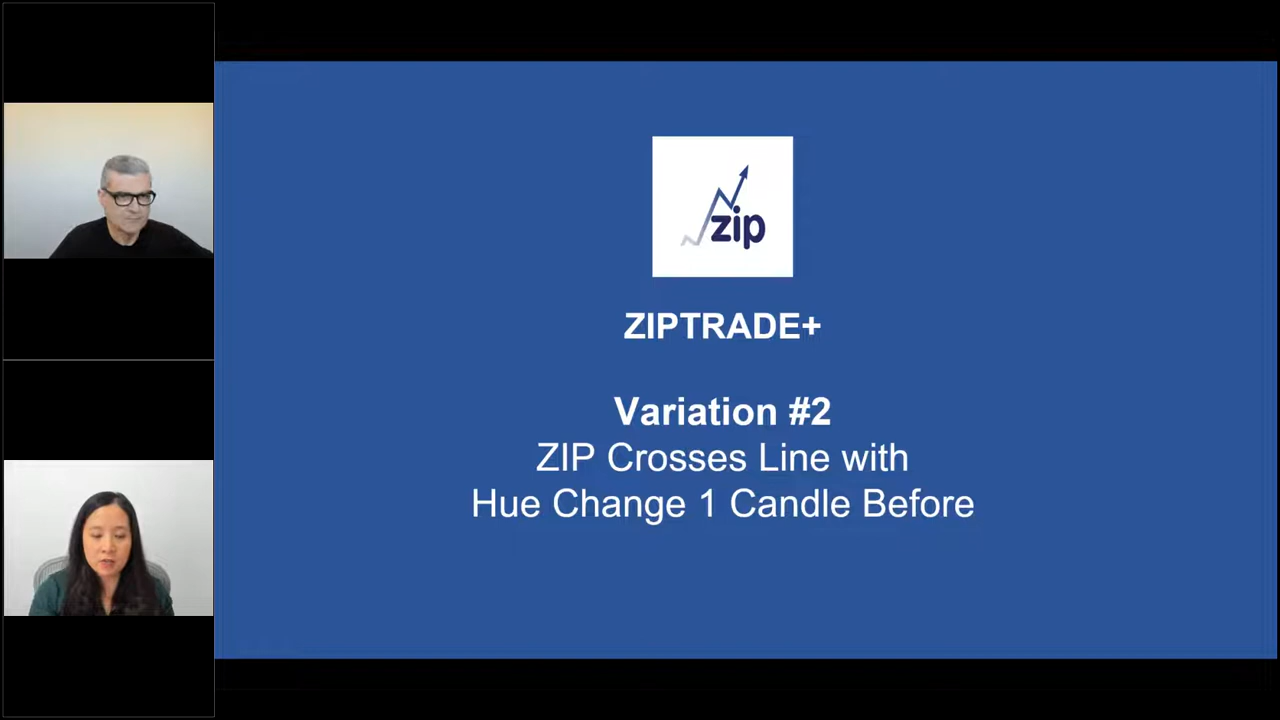 zip
ZIPTRADE+
Variation #2
ZIP Crosses Line with
Hue Change 1 Candle Before